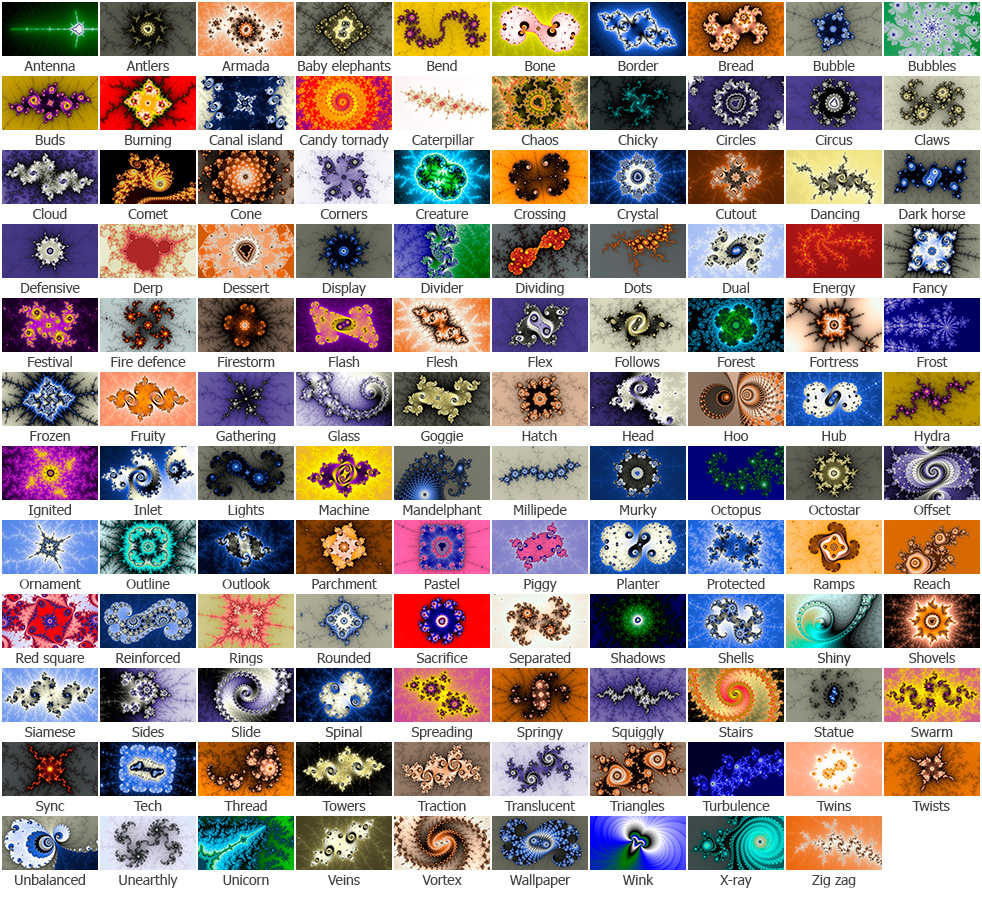 Antenna Antlers Armada Baby elephants Bend Bone Border Bread Bubble Bubbles
Buds Burning Canal island Candy tornady Caterpillar Chaos Chicky Circles Circus Claws
Cloud Comet Cone Corners Creature Crossing Crystal Cutout Dancing Dark horse
Defensive Derp Dessert Display Divider Dividing Dots Dual Energy Fancy
Festival Fire defence Firestorm Flash Flesh Flex Follows Forest Fortress Frost
Frozen Fruity Gathering Glass Goggie Hatch Head Hoo Hub Hydra
Ignited Inlet Lights Machine Mandelphant Millipede Murky Octopus Octostar Offset
Ornament Outline Outlook Parchment Pastel Piggy Planter Protected Ramps Reach
Red square Reinforced Rings Rounded Sacrifice Separated Shadows Shells Shiny Shovels
Siamese Sides Slide Spinal Spreading Springy Squiggly Stairs Statue Swarm
Sync Tech Thread Towers Traction Translucent Triangles Turbulence Twins Twists
Unbalanced Unearthly Unicorn Veins Vortex Wallpaper Wink X-ray Zig zag